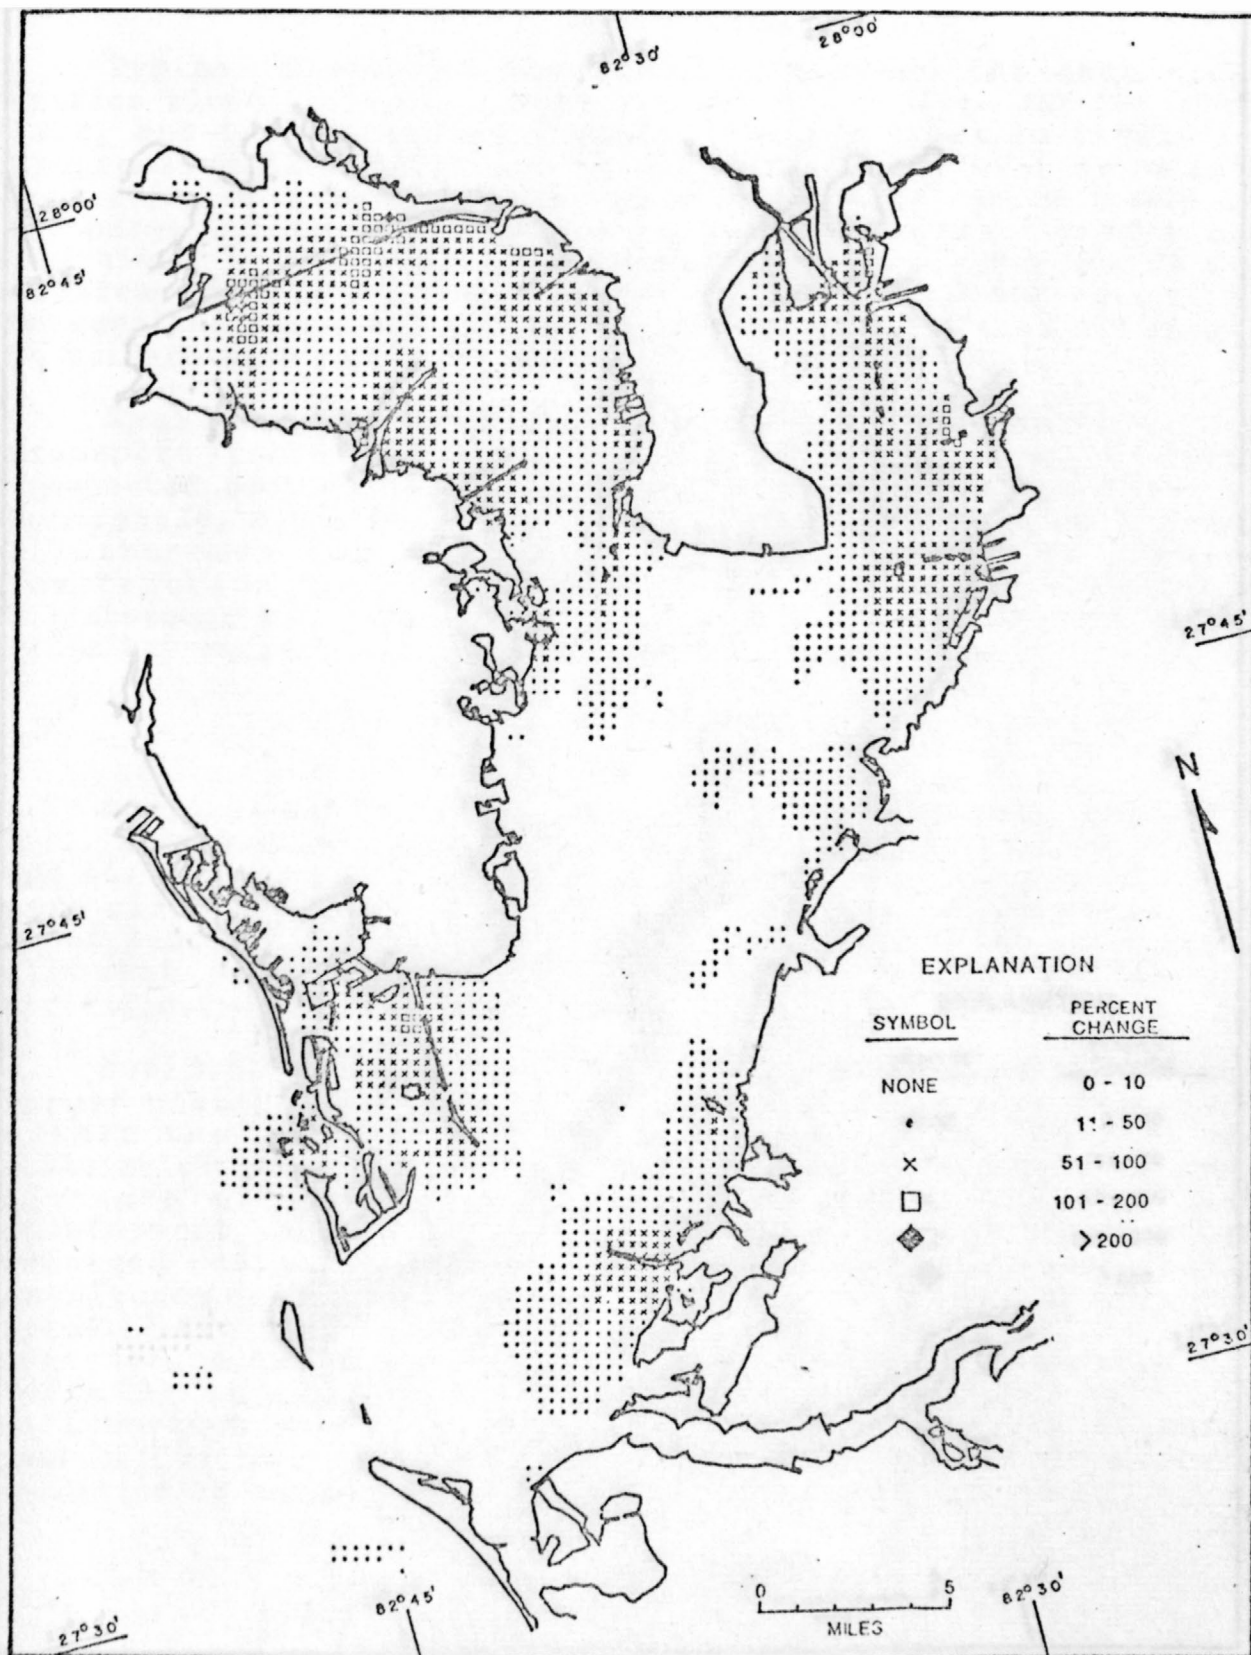 82°30'
28°00'
28°00'
82°45'
27°45'
N
27°45'
EXPLANATION
SYMBOL PERCENT CHANGE
NONE 0 - 10
11 - 50
X 51 - 100
□ 101 - 200
◆ >200
27°30'
0 5
MILES
82°45'
82°30'
27°30'